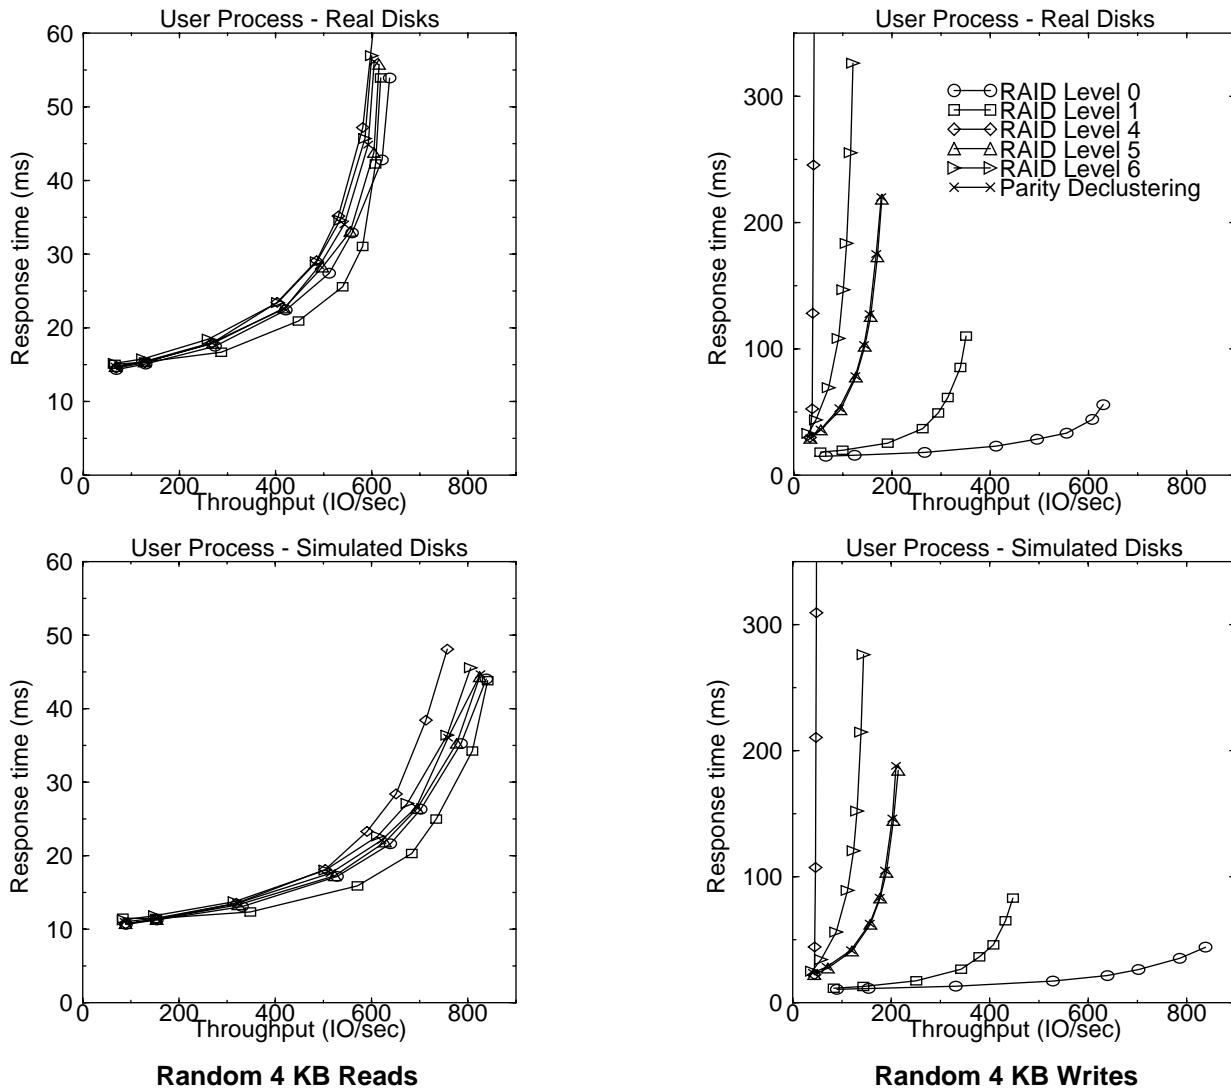 User Process - Real Disks
60
50
40
30
20
10
0
0
200
400
600
800
Response time (ms)
Throughput (IO/sec)
User Process - Real Disks
300
200
100
0
0
200
400
600
800
Response time (ms)
Throughput (IO/sec)
RAID Level 0
RAID Level 1
RAID Level 4
RAID Level 5
RAID Level 6
Parity Declustering
User Process - Simulated Disks
60
50
40
30
20
10
0
0
200
400
600
800
Response time (ms)
Throughput (IO/sec)
User Process - Simulated Disks
300
200
100
0
0
200
400
600
800
Response time (ms)
Throughput (IO/sec)
Random 4 KB Reads
Random 4 KB Writes